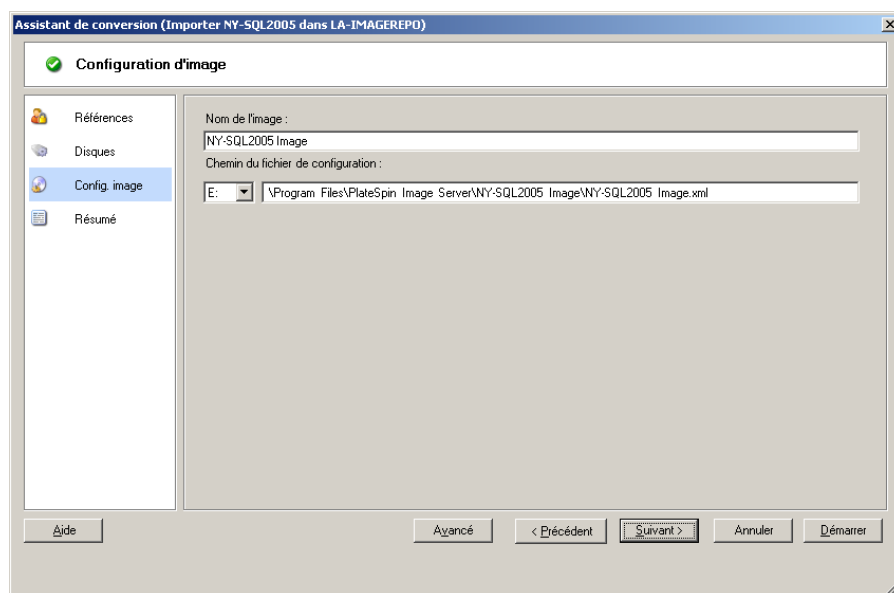 Assistant de conversion (Importer NY-SQL2005 dans LA-IMAGEREPO)
Configuration d'image
Références
Disques
Config. image
Résumé
Nom de l'image :
NY-SQL2005 Image
Chemin du fichier de configuration :
E: \Program Files\PlateSpin Image Server\NY-SQL2005 Image\NY-SQL2005 Image.xml
Aide
Avancé
< Précédent
Suivant >
Annuler
Démarrer